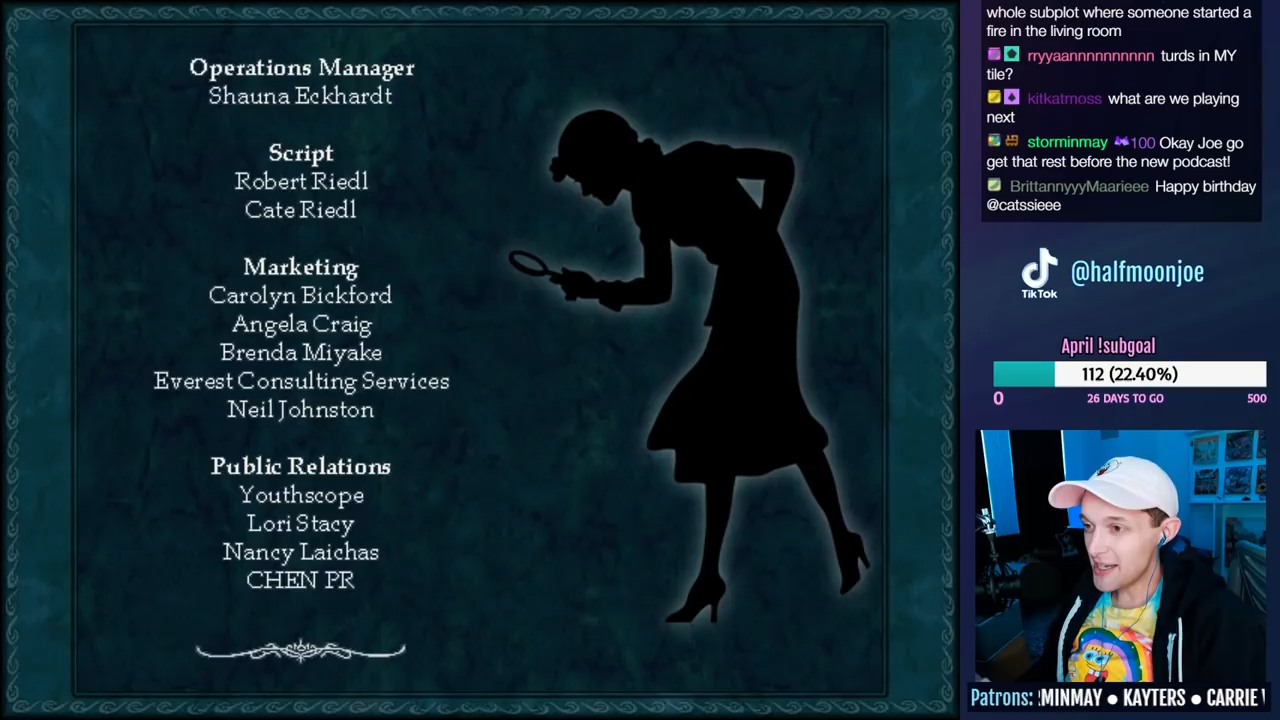 Operations Manager
Shauna Eckhardt
Script
Robert Riedl
Cate Riedl
Marketing
Carolyn Bickford
Angela Craig
Brenda Miyake
Everest Consulting Services
Neil Johnston
Public Relations
Youthscope
Lori Stacy
Nancy Laichas
CHEN PR
whole subplot where someone started a
fire in the living room
rryyaannnnnnnnnn turds in MY
tile?
kitkatmoss what are we playing
next
storminmay 100 Okay Joe go
get that rest before the new podcast!
BrittannyyyMaarieee Happy birthday
@catssieee
TikTok
@halfmoonjoe
April !subgoal
112 (22.40%)
0 26 DAYS TO GO 500
Patrons: MINMAY ● KAYTERS ● CARRIE